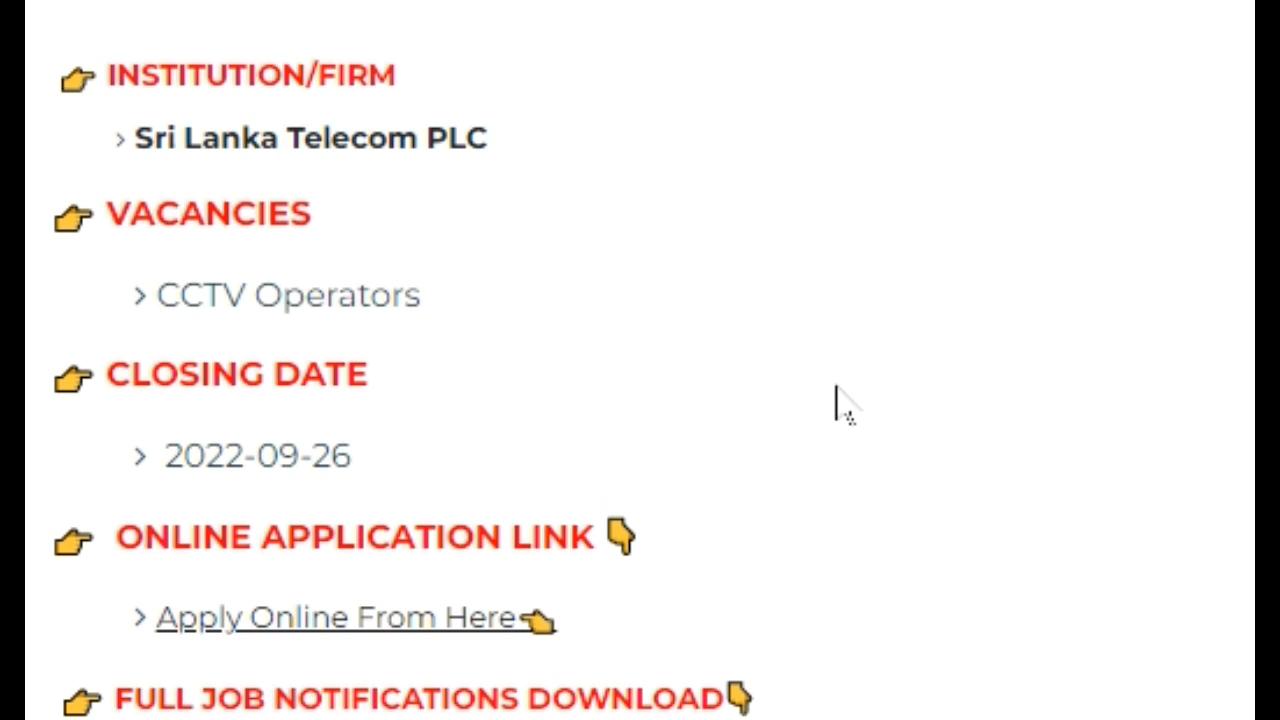 👉 INSTITUTION/FIRM
› Sri Lanka Telecom PLC
👉 VACANCIES
› CCTV Operators
👉 CLOSING DATE
› 2022-09-26
👉 ONLINE APPLICATION LINK 👇
› Apply Online From Here👈
👉 FULL JOB NOTIFICATIONS DOWNLOAD👇